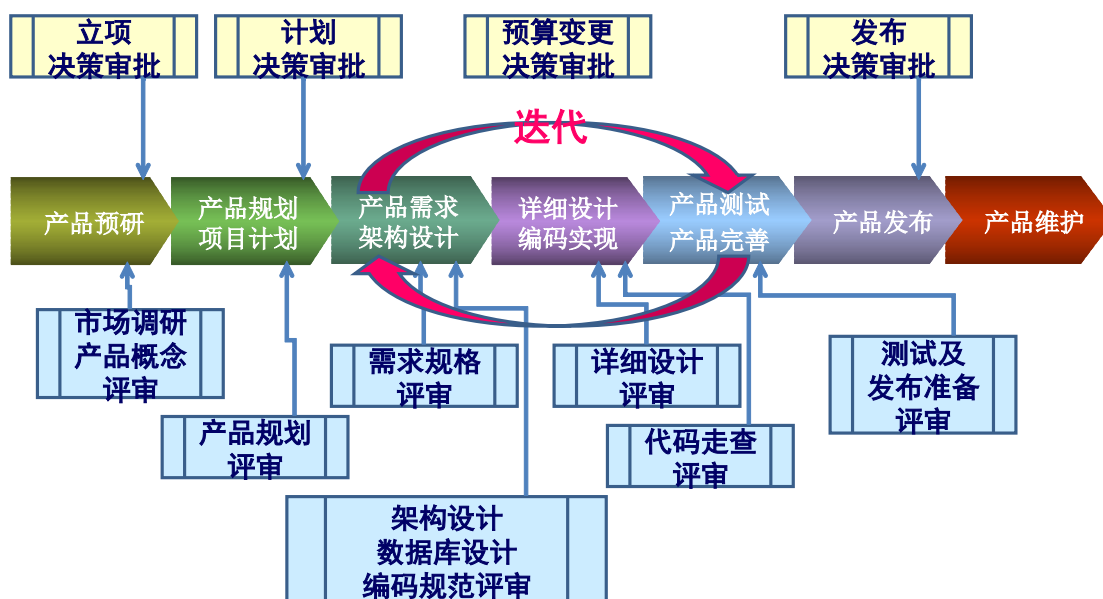 立项
决策审批
计划
决策审批
预算变更
决策审批
发布
决策审批
迭代
产品预研
产品规划
项目计划
产品需求
架构设计
详细设计
编码实现
产品测试
产品完善
产品发布
产品维护
市场调研
产品概念
评审
产品规划
评审
需求规格
评审
架构设计
数据库设计
编码规范评审
详细设计
评审
代码走查
评审
测试及
发布准备
评审